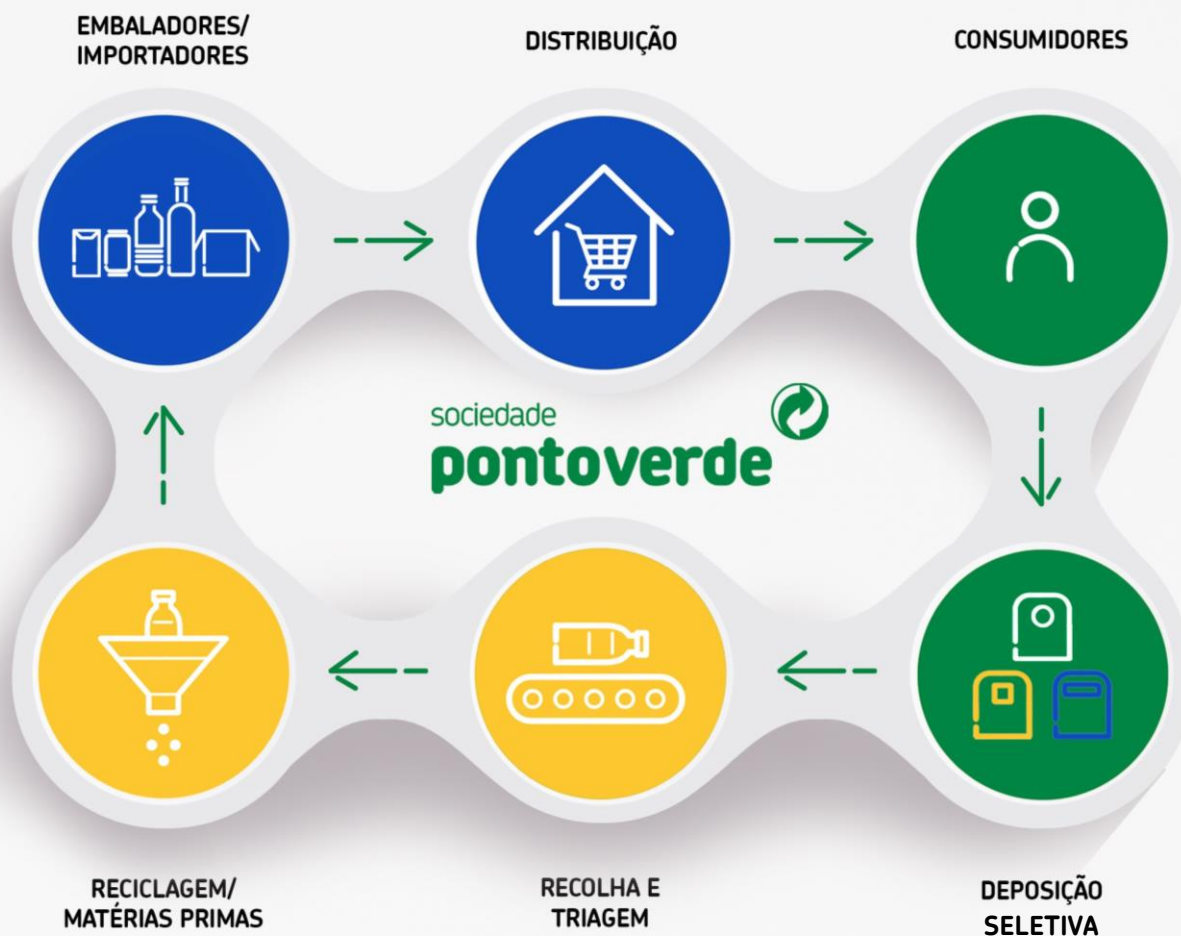 EMBALADORES/
IMPORTADORES
DISTRIBUIÇÃO
CONSUMIDORES
sociedade
pontoverde
RECICLAGEM/
MATÉRIAS PRIMAS
RECOLHA E
TRIAGEM
DEPOSIÇÃO
SELETIVA